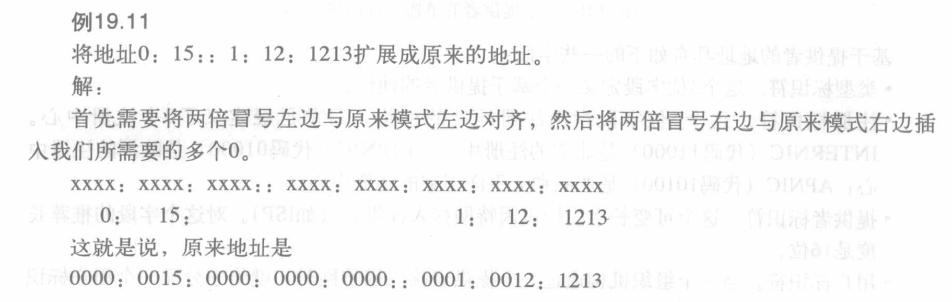 例19.11
将地址0：15：：1：12：1213扩展成原来的地址。
解：
首先需要将两倍冒号左边与原来模式左边对齐，然后将两倍冒号右边与原来模式右边插
入我们所需要的多个0。
xxxx：xxxx：xxxx：：xxxx：xxxx：xxxx：xxxx：xxxx
0： 15：： 1： 12：1213
这就是说，原来地址是
0000：0015：0000：0000：0000：：0001：0012：1213